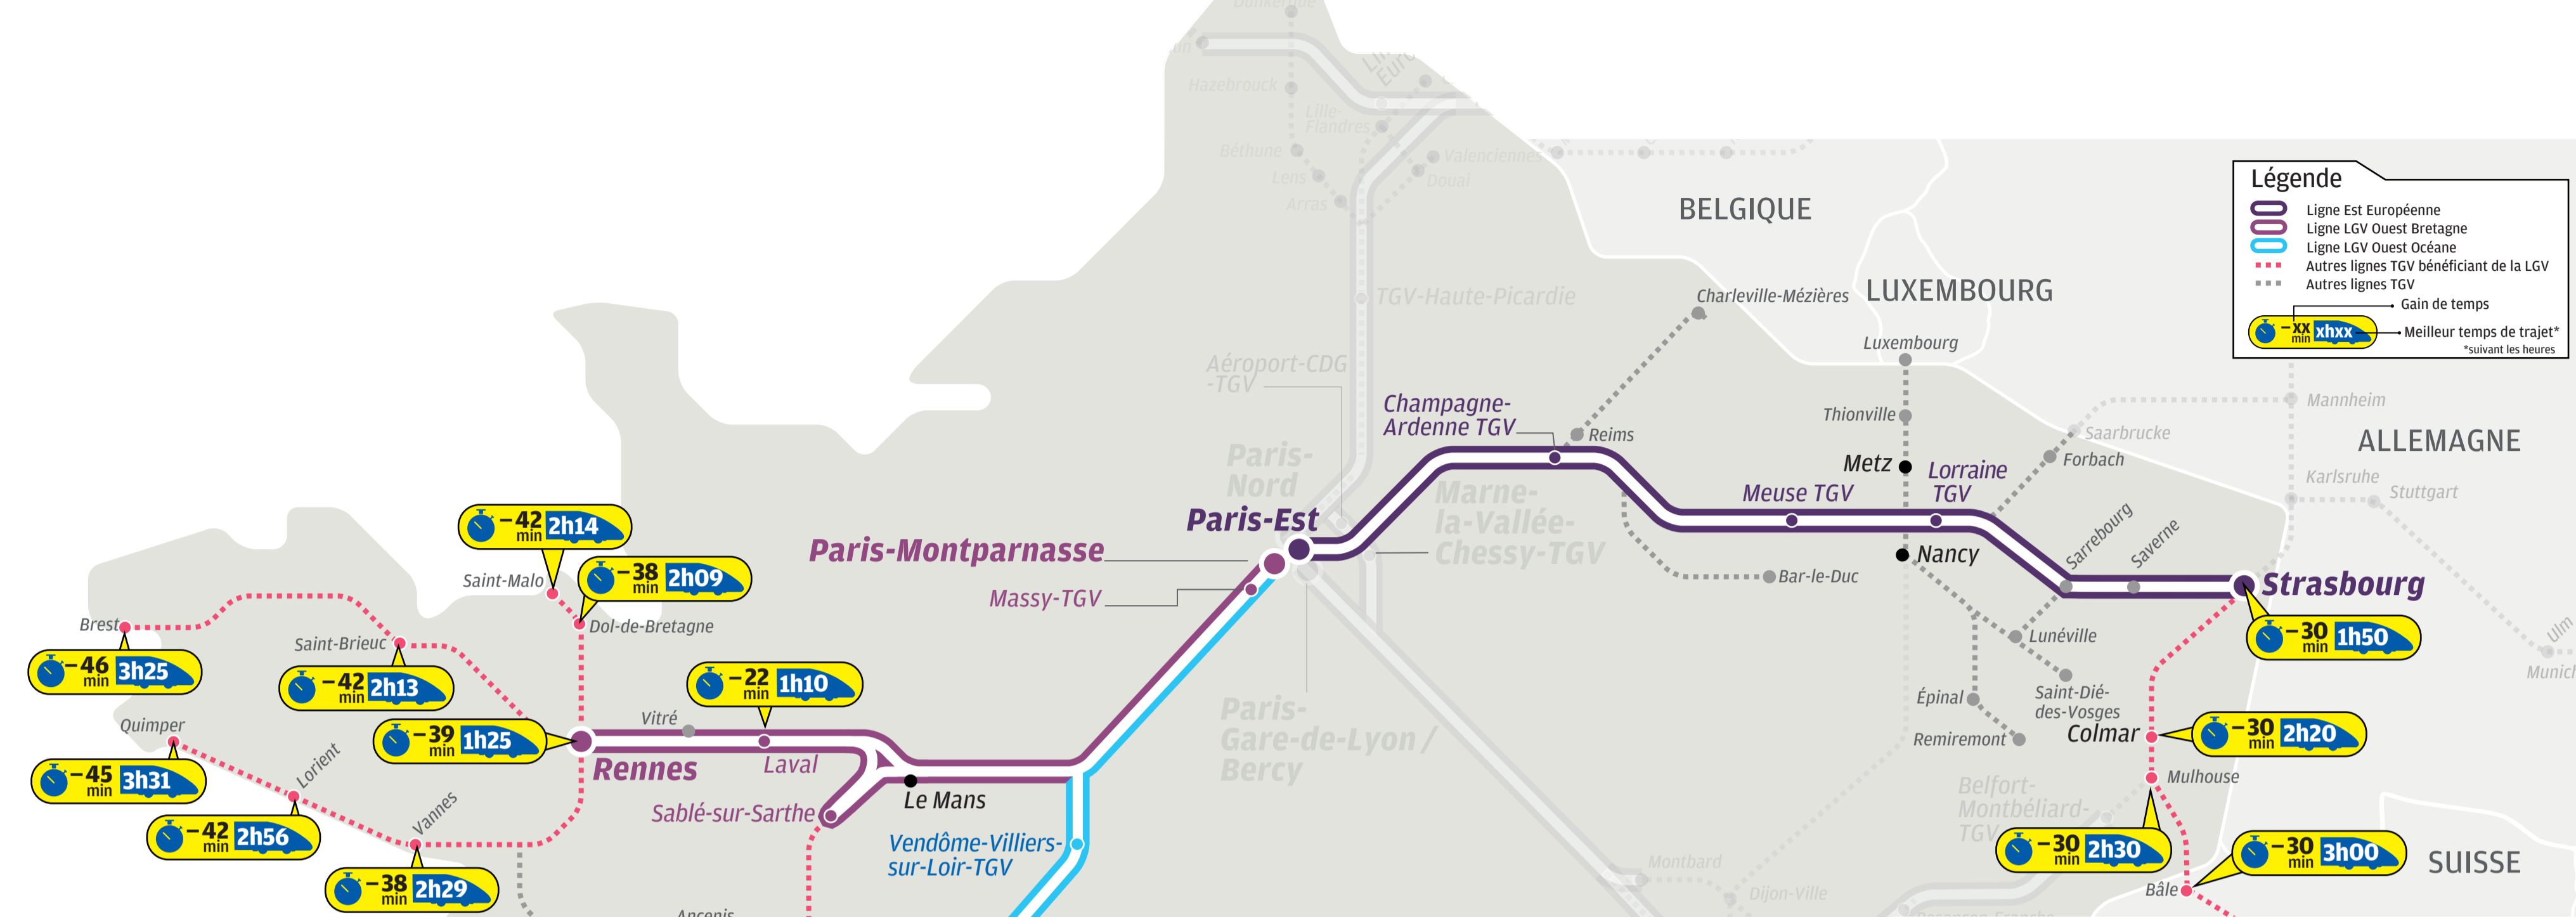 Dunkerque
Hazebrouck
Lille-
Flandres
Béthune
Valenciennes
Lens
Douai
Arras
BELGIQUE
Légende
Ligne Est Européenne
Ligne LGV Ouest Bretagne
Ligne LGV Ouest Océane
Autres lignes TGV bénéficiant de la LGV
Autres lignes TGV
Gain de temps
–xx
min
xhxx
Meilleur temps de trajet*
*suivant les heures
TGV-Haute-Picardie
Charleville-Mézières
LUXEMBOURG
Luxembourg
Aéroport-CDG
-TGV
Champagne-
Ardenne TGV
Reims
Thionville
Mannheim
Saarbrucke
ALLEMAGNE
Paris-
Nord
Metz
Lorraine
TGV
Forbach
Karlsruhe
Stuttgart
Marne-
la-Vallée-
Chessy-TGV
Meuse TGV
Paris-Est
Paris-Montparnasse
Massy-TGV
Nancy
Sarrebourg
Saverne
Bar-le-Duc
Strasbourg
–30
min
1h50
Ulm
Munich
–42
min
2h14
Saint-Malo
–38
min
2h09
Dol-de-Bretagne
Brest
–46
min
3h25
Saint-Brieuc
–42
min
2h13
–22
min
1h10
Lunéville
Saint-Dié-
des-Vosges
Épinal
Remiremont
Colmar
–30
min
2h20
Quimper
–45
min
3h31
–39
min
1h25
Vitré
Rennes
Laval
Lorient
–42
min
2h56
Vannes
–38
min
2h29
Sablé-sur-Sarthe
Le Mans
Vendôme-Villiers-
sur-Loir-TGV
Paris-
Gare-de-Lyon /
Bercy
Mulhouse
Belfort-
Montbéliard-
TGV
–30
min
2h30
–30
min
3h00
SUISSE
Bâle
Montbard
Dijon-Ville
Ancenis